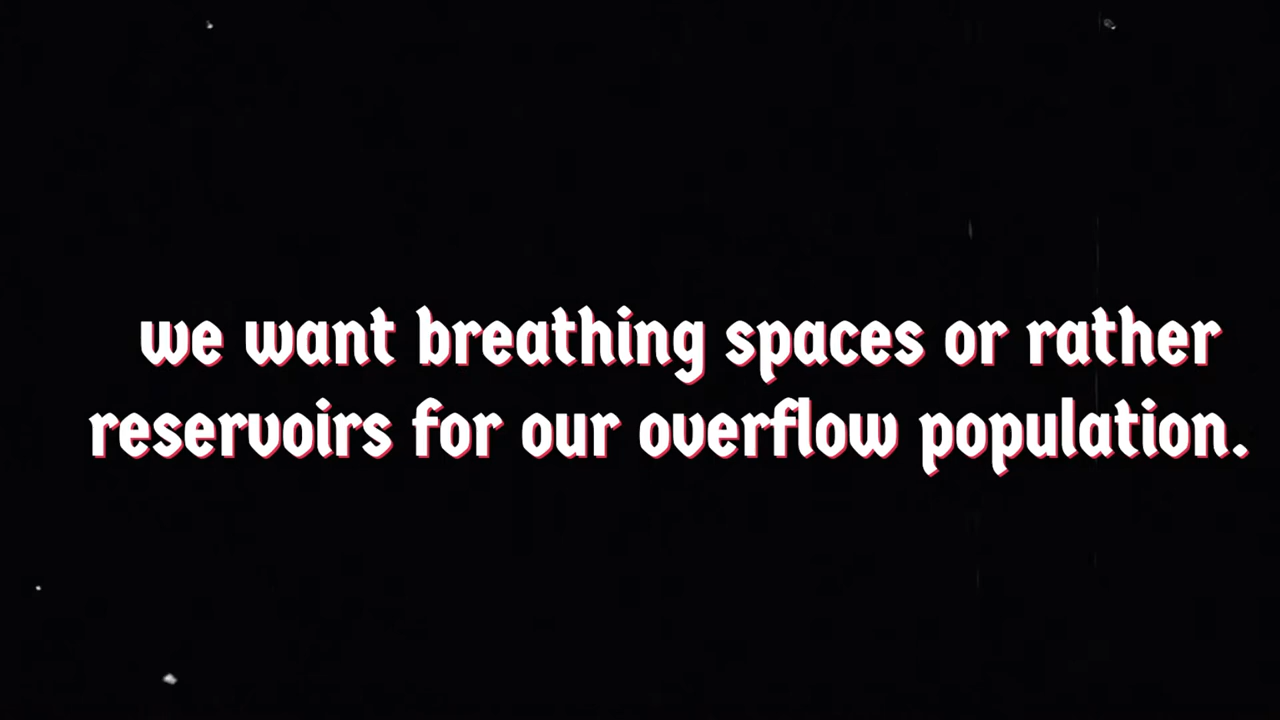 we want breathing spaces or rather
reservoirs for our overflow population.